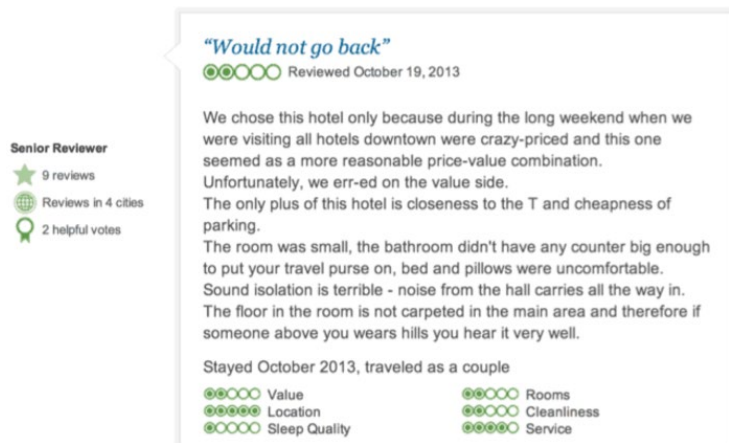 “Would not go back”
Reviewed October 19, 2013
We chose this hotel only because during the long weekend when we
were visiting all hotels downtown were crazy-priced and this one
seemed as a more reasonable price-value combination.
Unfortunately, we err-ed on the value side.
The only plus of this hotel is closeness to the T and cheapness of
parking.
The room was small, the bathroom didn't have any counter big enough
to put your travel purse on, bed and pillows were uncomfortable.
Sound isolation is terrible - noise from the hall carries all the way in.
The floor in the room is not carpeted in the main area and therefore if
someone above you wears hills you hear it very well.
Stayed October 2013, traveled as a couple
Value
Location
Sleep Quality
Rooms
Cleanliness
Service
Senior Reviewer
9 reviews
Reviews in 4 cities
2 helpful votes